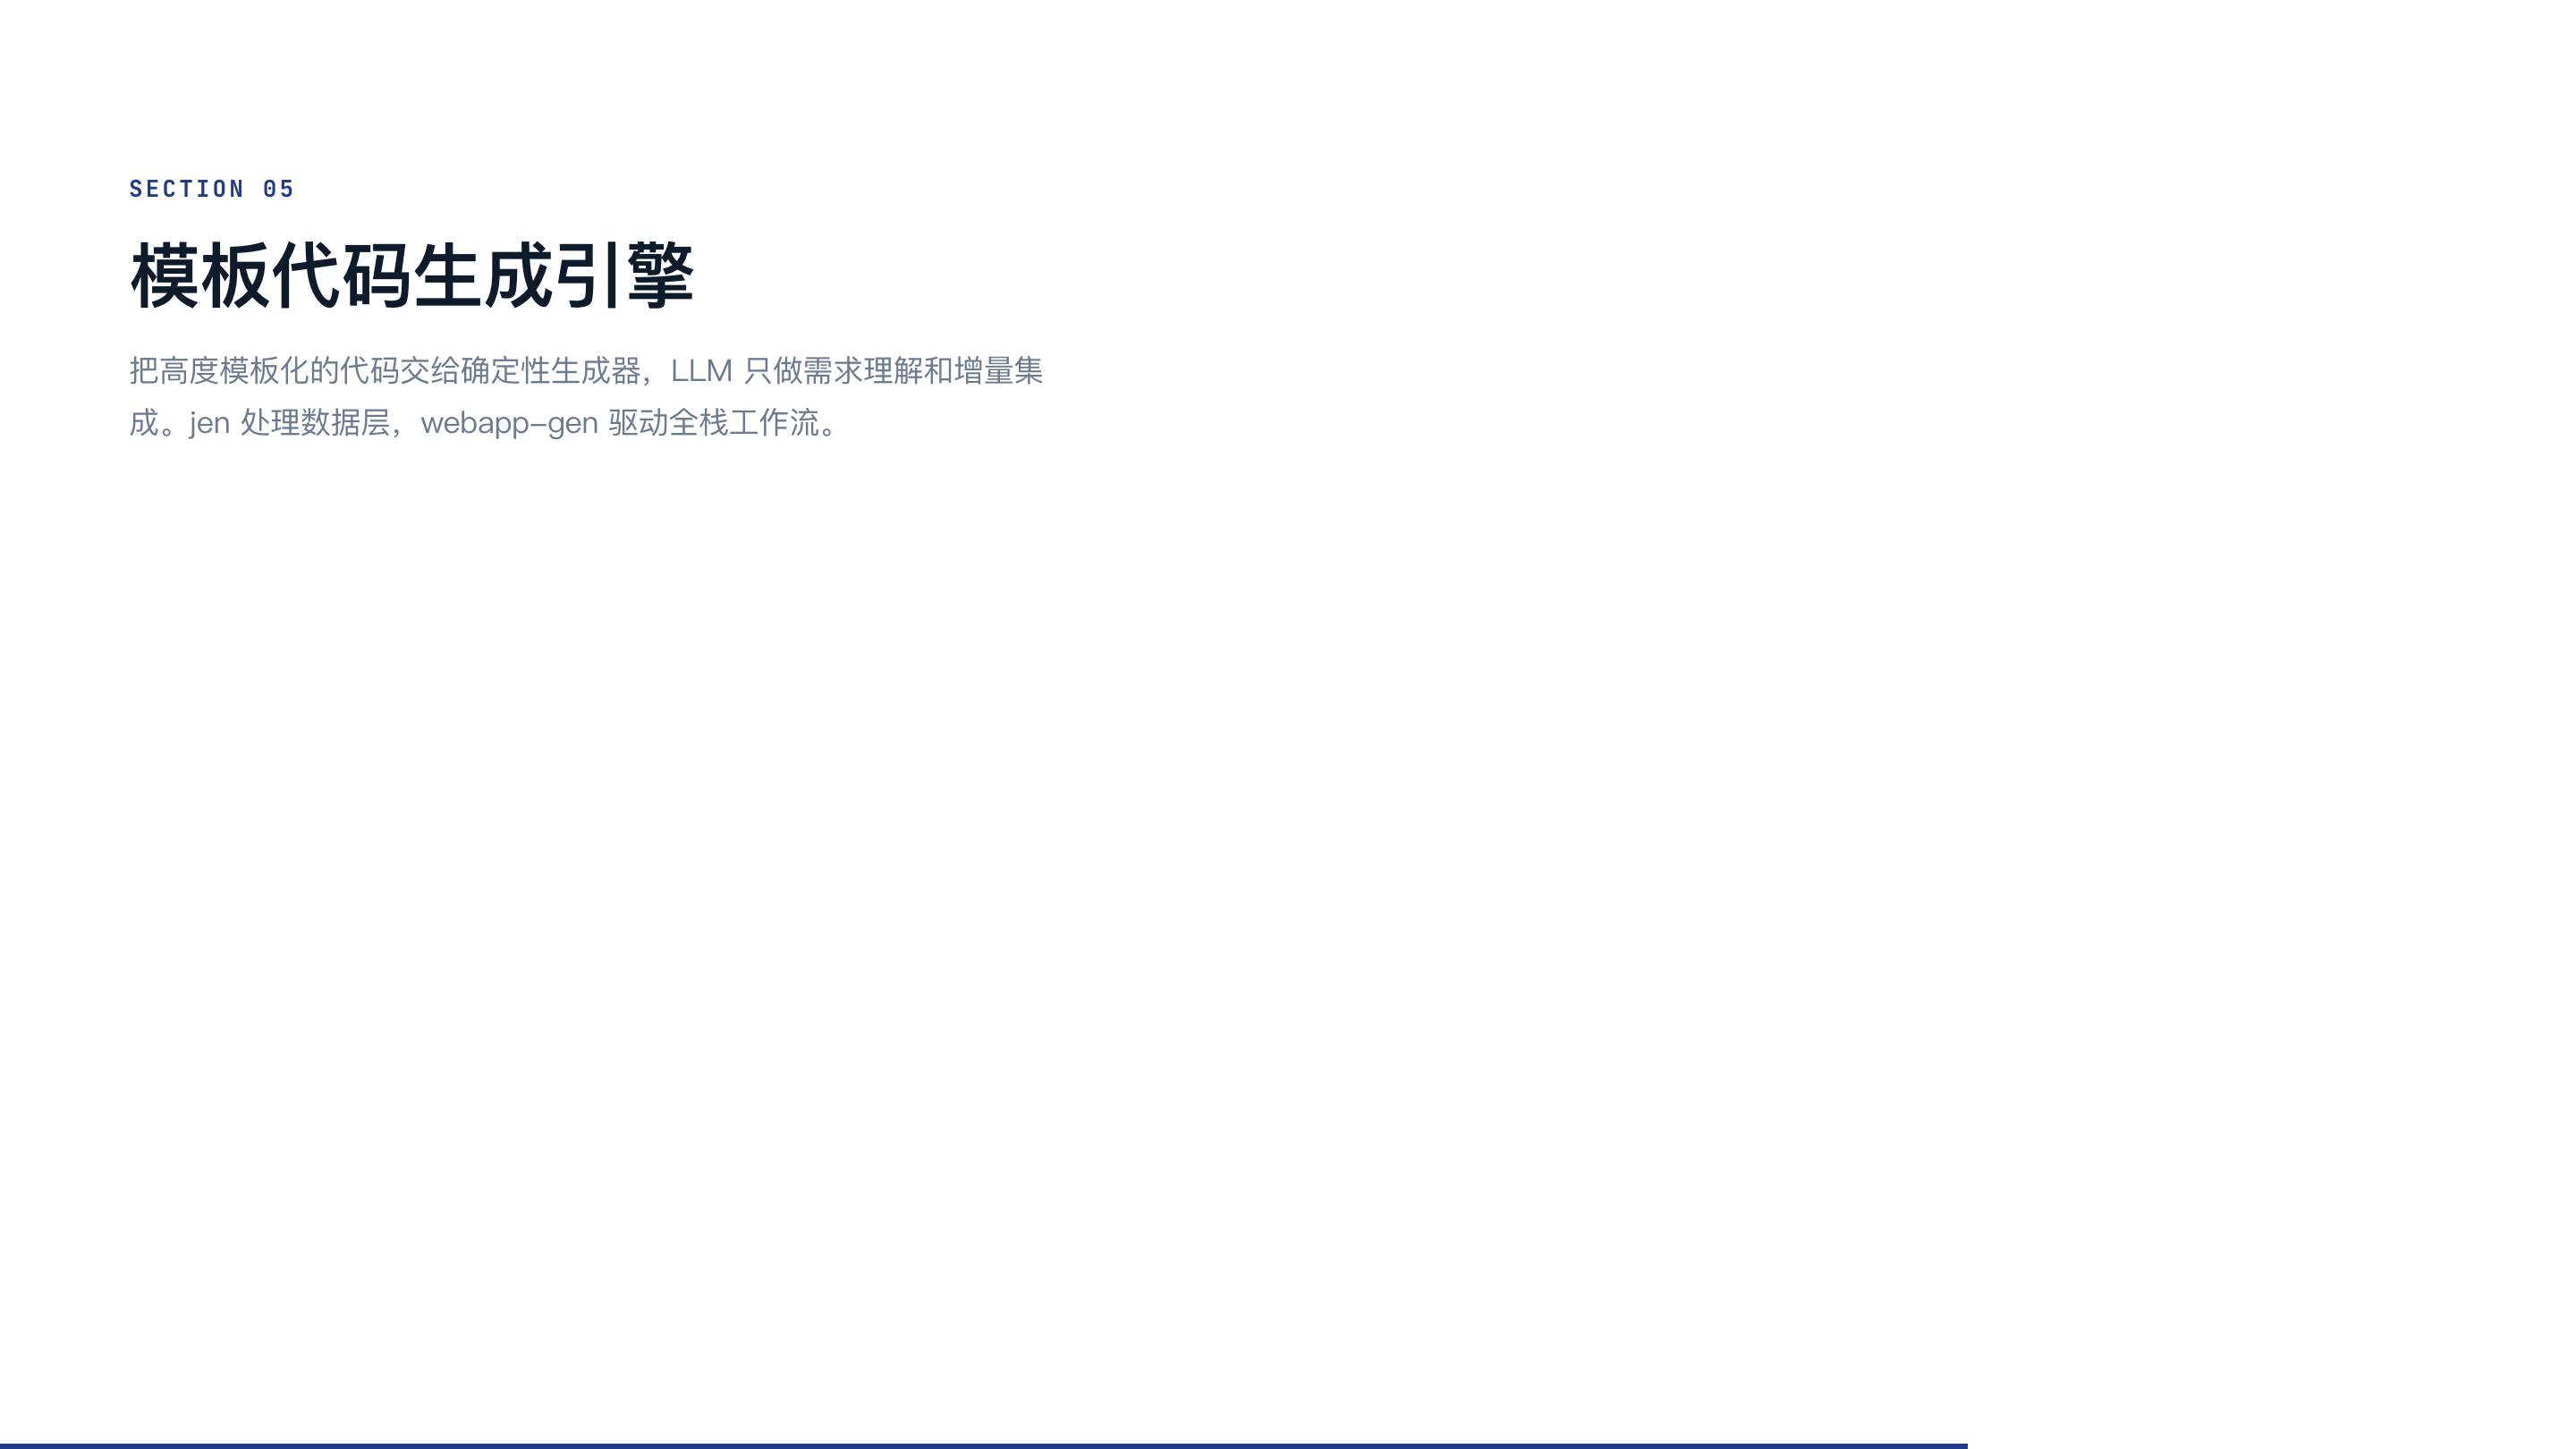 SECTION 05
模板代码生成引擎
把高度模板化的代码交给确定性生成器，LLM 只做需求理解和增量集
成。jen 处理数据层，webapp-gen 驱动全栈工作流。